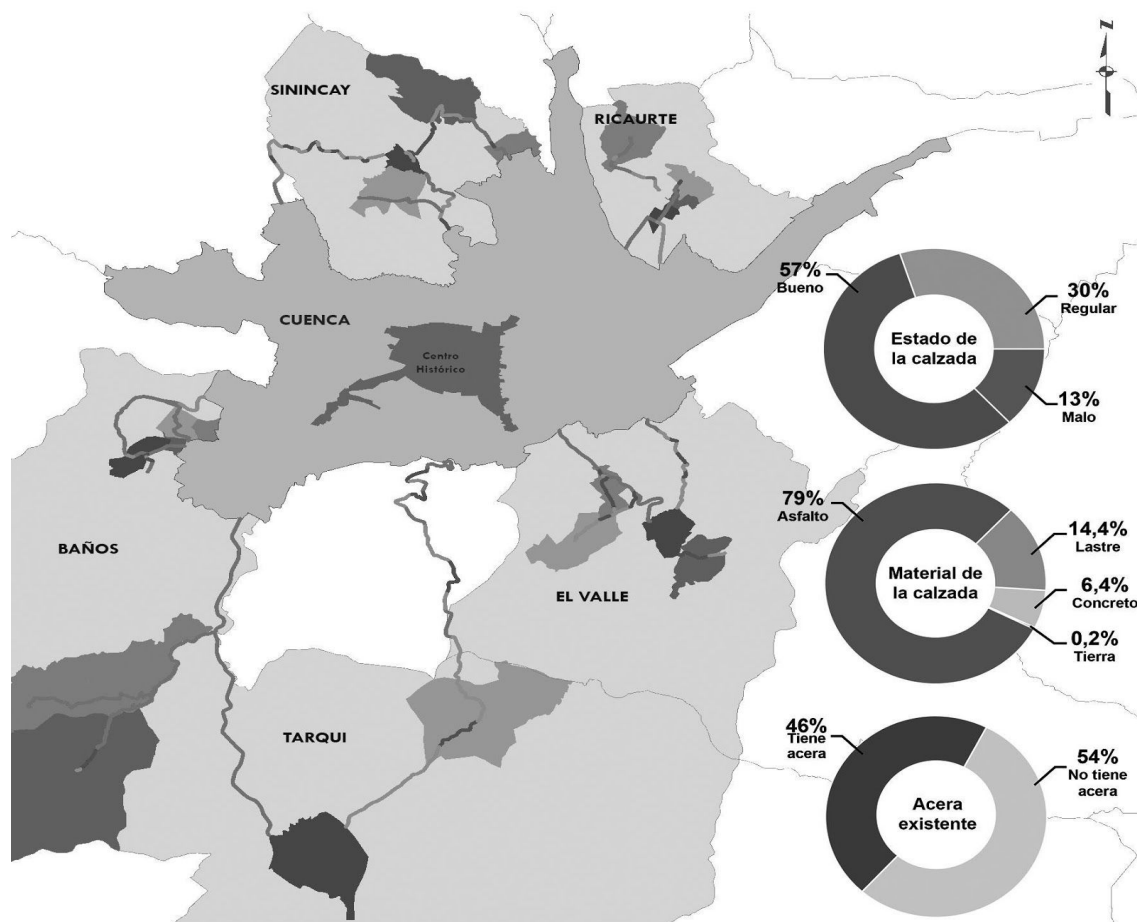 N
SININCAY
RICAURTE
CUENCA
Centro
Histórico
BAÑOS
EL VALLE
TARQUI
57%
Bueno
30%
Regular
Estado de
la calzada
13%
Malo
79%
Asfalto
14,4%
Lastre
Material de
la calzada
6,4%
Concreto
0,2%
Tierra
46%
Tiene
acera
54%
No tiene
acera
Acera
existente